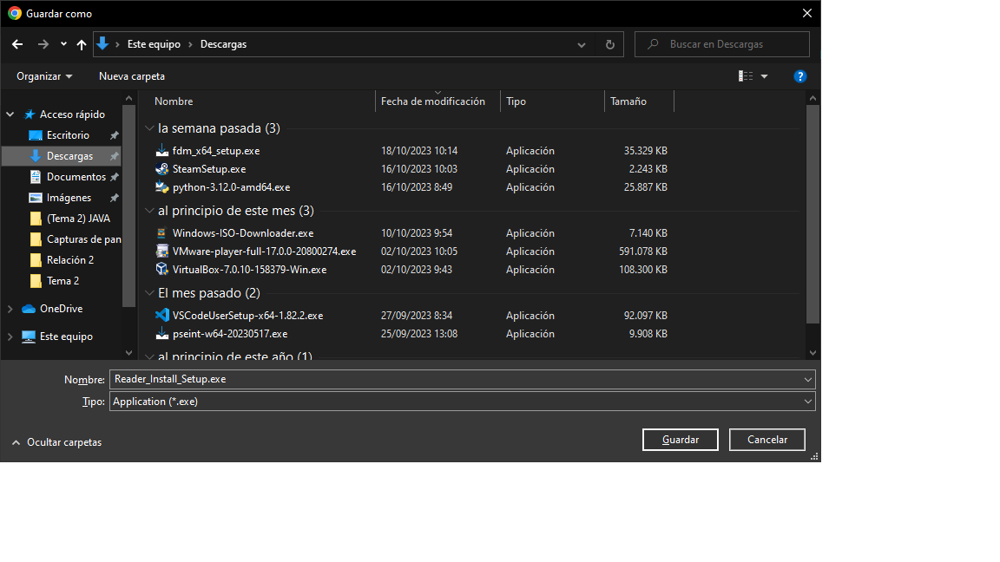 Guardar como
Este equipo > Descargas
Buscar en Descargas
Organizar
Nueva carpeta
?
Acceso rápido
Escritorio
Descargas
Documentos
Imágenes
(Tema 2) JAVA
Capturas de pan
Relación 2
Tema 2
OneDrive
Este equipo
Nombre Fecha de modificación Tipo Tamaño
la semana pasada (3)
fdm_x64_setup.exe 18/10/2023 10:14 Aplicación 35.329 KB
SteamSetup.exe 16/10/2023 10:03 Aplicación 2.243 KB
python-3.12.0-amd64.exe 16/10/2023 8:49 Aplicación 25.887 KB
al principio de este mes (3)
Windows-ISO-Downloader.exe 10/10/2023 9:54 Aplicación 7.140 KB
VMware-player-full-17.0.0-20800274.exe 02/10/2023 10:05 Aplicación 591.078 KB
VirtualBox-7.0.10-158379-Win.exe 02/10/2023 9:43 Aplicación 108.300 KB
El mes pasado (2)
VSCodeUserSetup-x64-1.82.2.exe 27/09/2023 8:34 Aplicación 92.097 KB
pseint-w64-20230517.exe 25/09/2023 13:08 Aplicación 9.908 KB
al principio de este año (1)
Nombre: Reader_Install_Setup.exe
Tipo: Application (*.exe)
Ocultar carpetas
Guardar
Cancelar